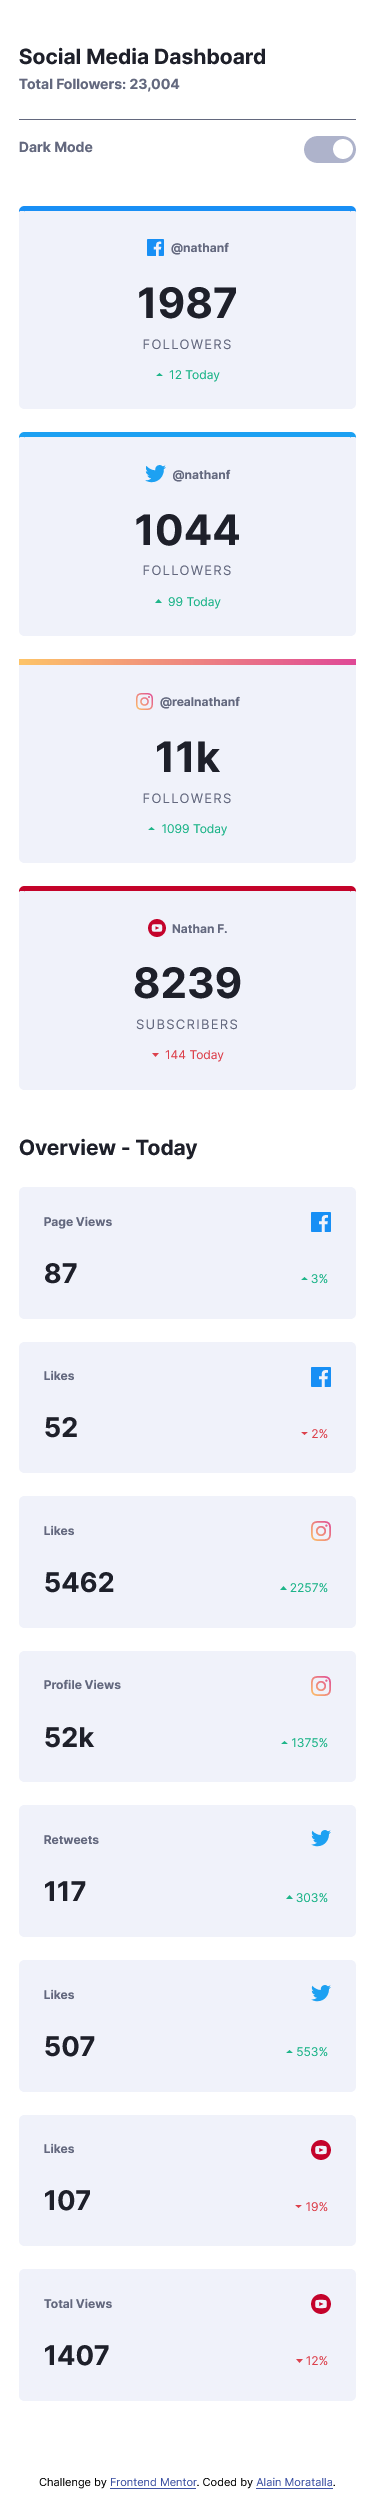 Social Media Dashboard
Total Followers: 23,004
Dark Mode
@nathanf
1987
FOLLOWERS
12 Today
@nathanf
1044
FOLLOWERS
99 Today
@realnathanf
11k
FOLLOWERS
1099 Today
Nathan F.
8239
SUBSCRIBERS
144 Today
Overview - Today
Page Views
87
3%
Likes
52
2%
Likes
5462
2257%
Profile Views
52k
1375%
Retweets
117
303%
Likes
507
553%
Likes
107
19%
Total Views
1407
12%
Challenge by Frontend Mentor. Coded by Alain Moratalla.